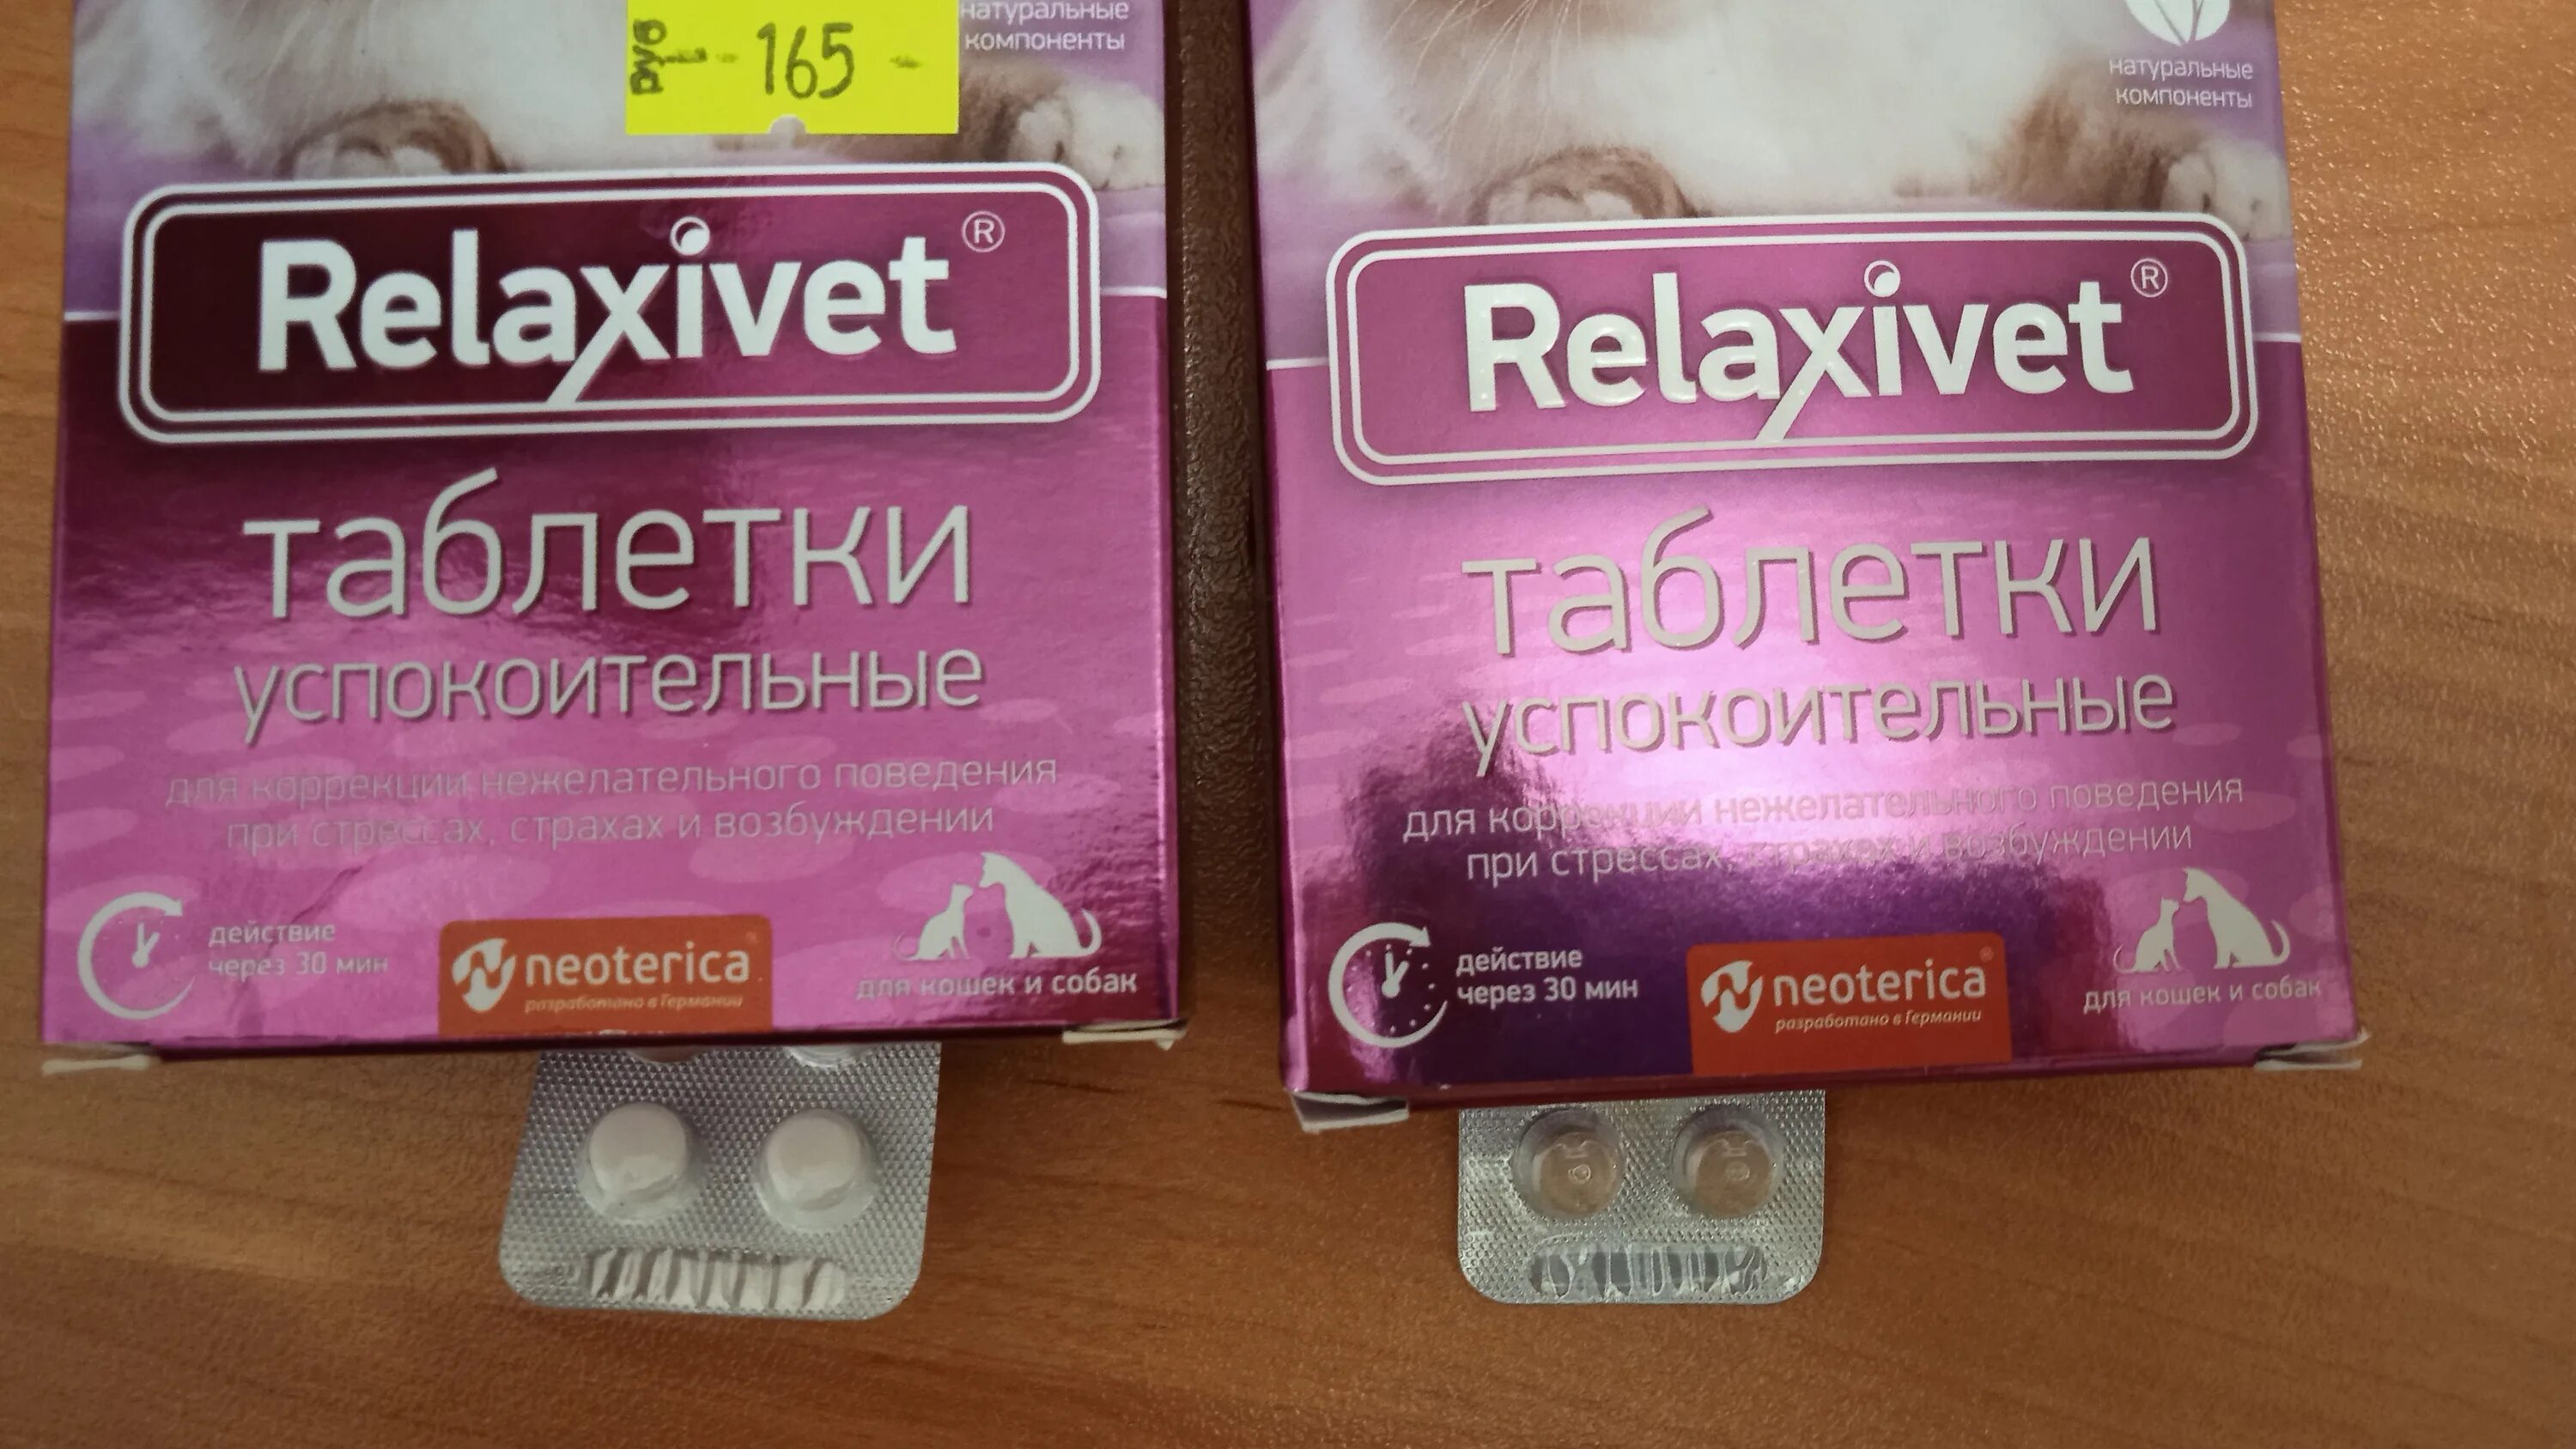 натуральные
компоненты
руб
165
Relaxivet®
таблетки
успокоительные
для коррекции нежелательного поведения
при стрессах, страхах и возбуждении
действие
через 30 мин
neoterica
разработано в Германии
для кошек и собак
натуральные
компоненты
Relaxivet®
таблетки
успокоительные
для коррекции нежелательного поведения
при стрессах, страхах и возбуждении
действие
через 30 мин
neoterica®
разработано в Германии
для кошек и собак